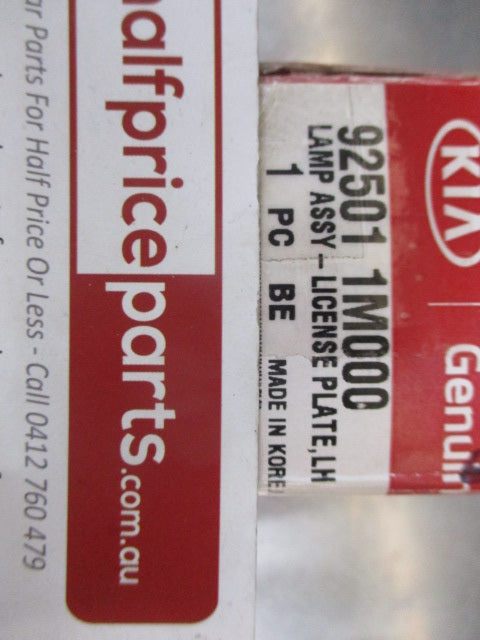 KIA
Genuin
92501 1M000
LAMP ASSY-LICENSE PLATE,LH
1 PC BE MADE IN KORE
halfpriceparts.com.au
ar Parts For Half Price Or Less - Call 0412 760 479